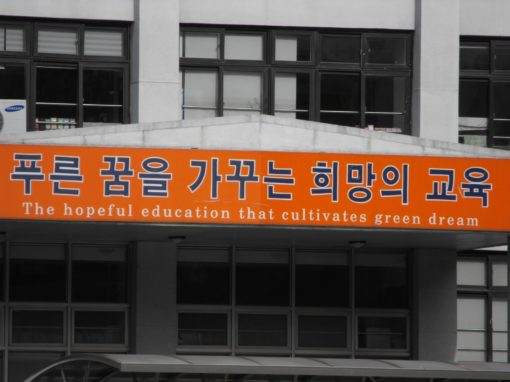 SAMSUNG
푸른 꿈을 가꾸는 희망의 교육
The hopeful education that cultivates green dream